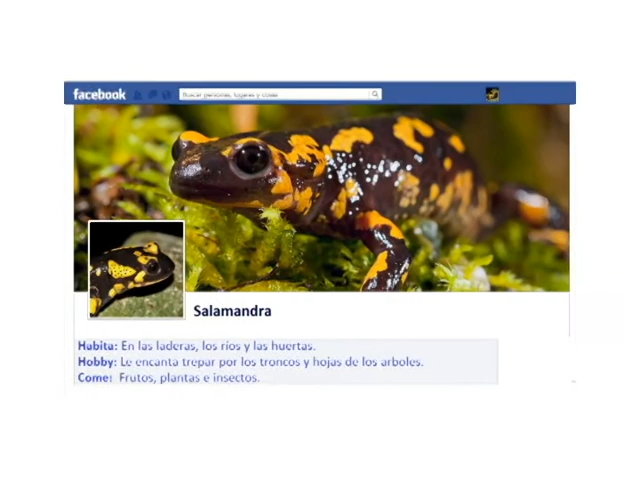 facebook
Buscar personas, lugares y cosas
Salamandra
Habita: En las laderas, los ríos y las huertas.
Hobby: Le encanta trepar por los troncos y hojas de los arboles.
Come: Frutos, plantas e insectos.